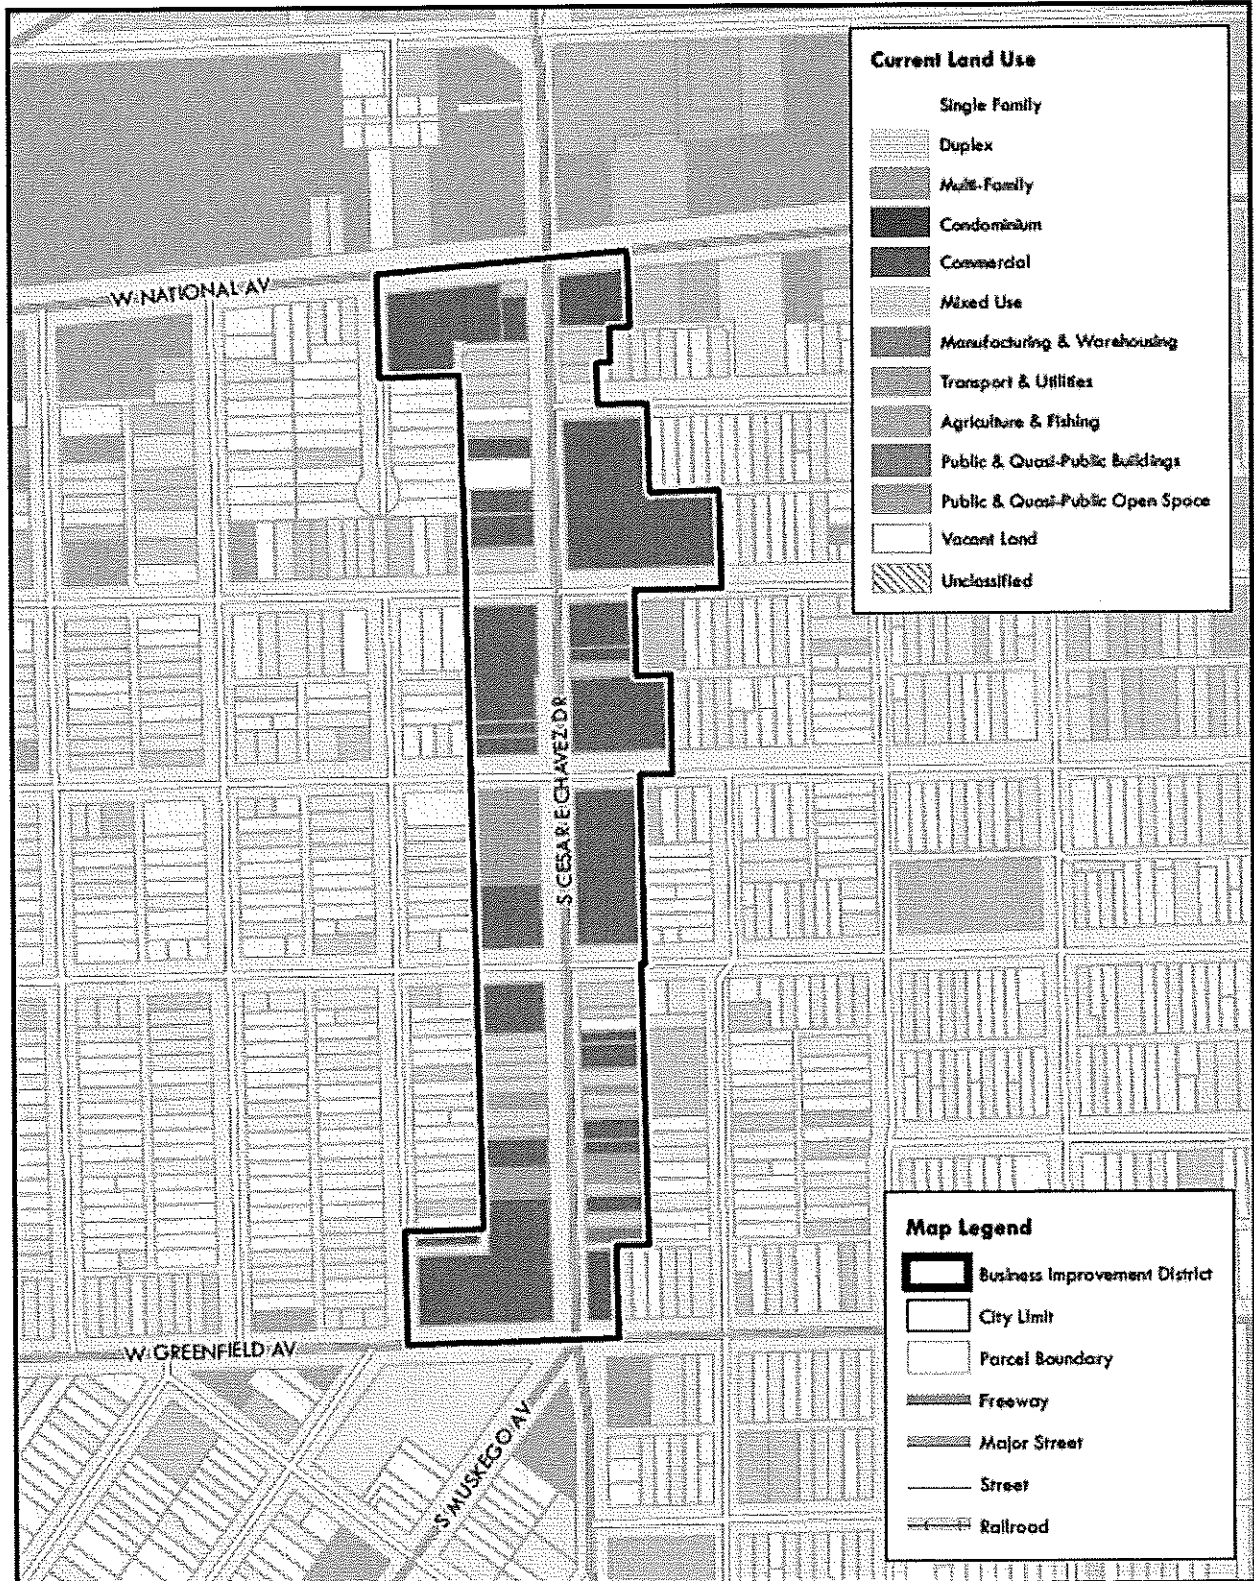 Current Land Use
Single Family
Duplex
Multi-Family
Condominium
Commercial
Mixed Use
Manufacturing & Warehousing
Transport & Utilities
Agriculture & Fishing
Public & Quasi-Public Buildings
Public & Quasi-Public Open Space
Vacant Land
Unclassified
W NATIONAL AV
S CESAR E CHAVEZ DR
Map Legend
Business Improvement District
City Limit
Parcel Boundary
Freeway
Major Street
Street
Railroad
W GREENFIELD AV
S MUSKEGO AV